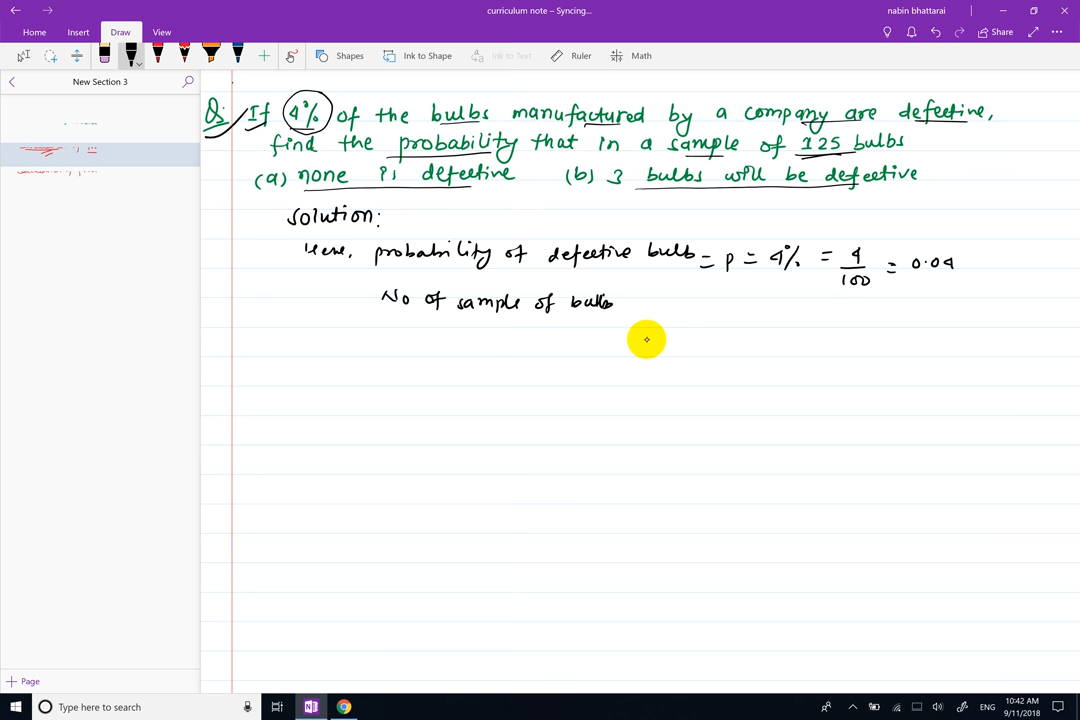 curriculum note – Syncing...
nabin bhattarai
Home Insert Draw View
Share
Shapes Ink to Shape Ink to Text Ruler Math
New Section 3
Q: If 4% of the bulbs manufactured by a company are defective,
find the probability that in a sample of 125 bulbs
(a) none is defective (b) 3 bulbs will be defective
Solution:
Here, probability of defective bulb = p = 4% = 4/100 = 0.04
No of sample of bulbs
Page
Type here to search
ENG
10:42 AM
9/11/2018